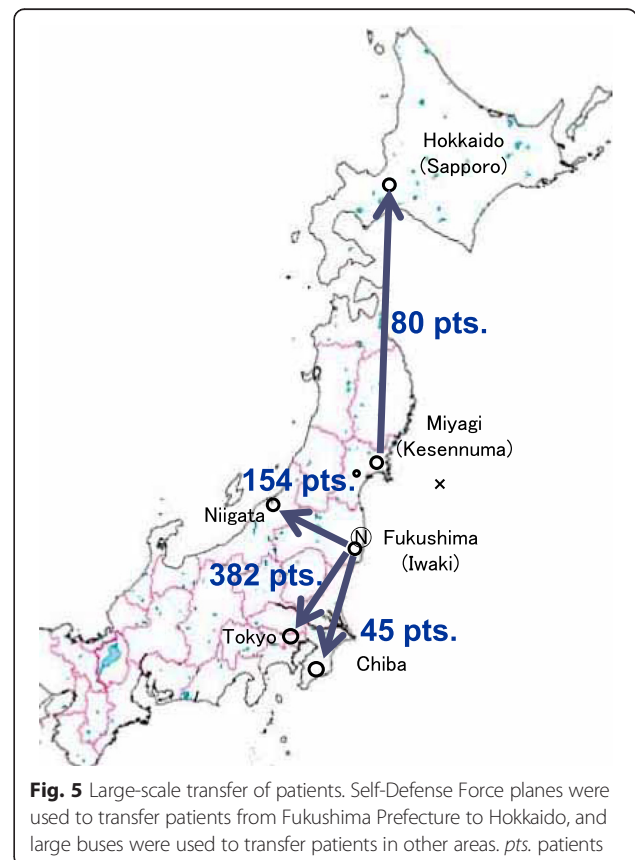 Hokkaido
(Sapporo)
80 pts.
Miyagi
(Kesennuma)
154 pts.
Niigata
N
Fukushima
(Iwaki)
382 pts.
Tokyo
45 pts.
Chiba
Fig. 5 Large-scale transfer of patients. Self-Defense Force planes were
used to transfer patients from Fukushima Prefecture to Hokkaido, and
large buses were used to transfer patients in other areas. pts. patients